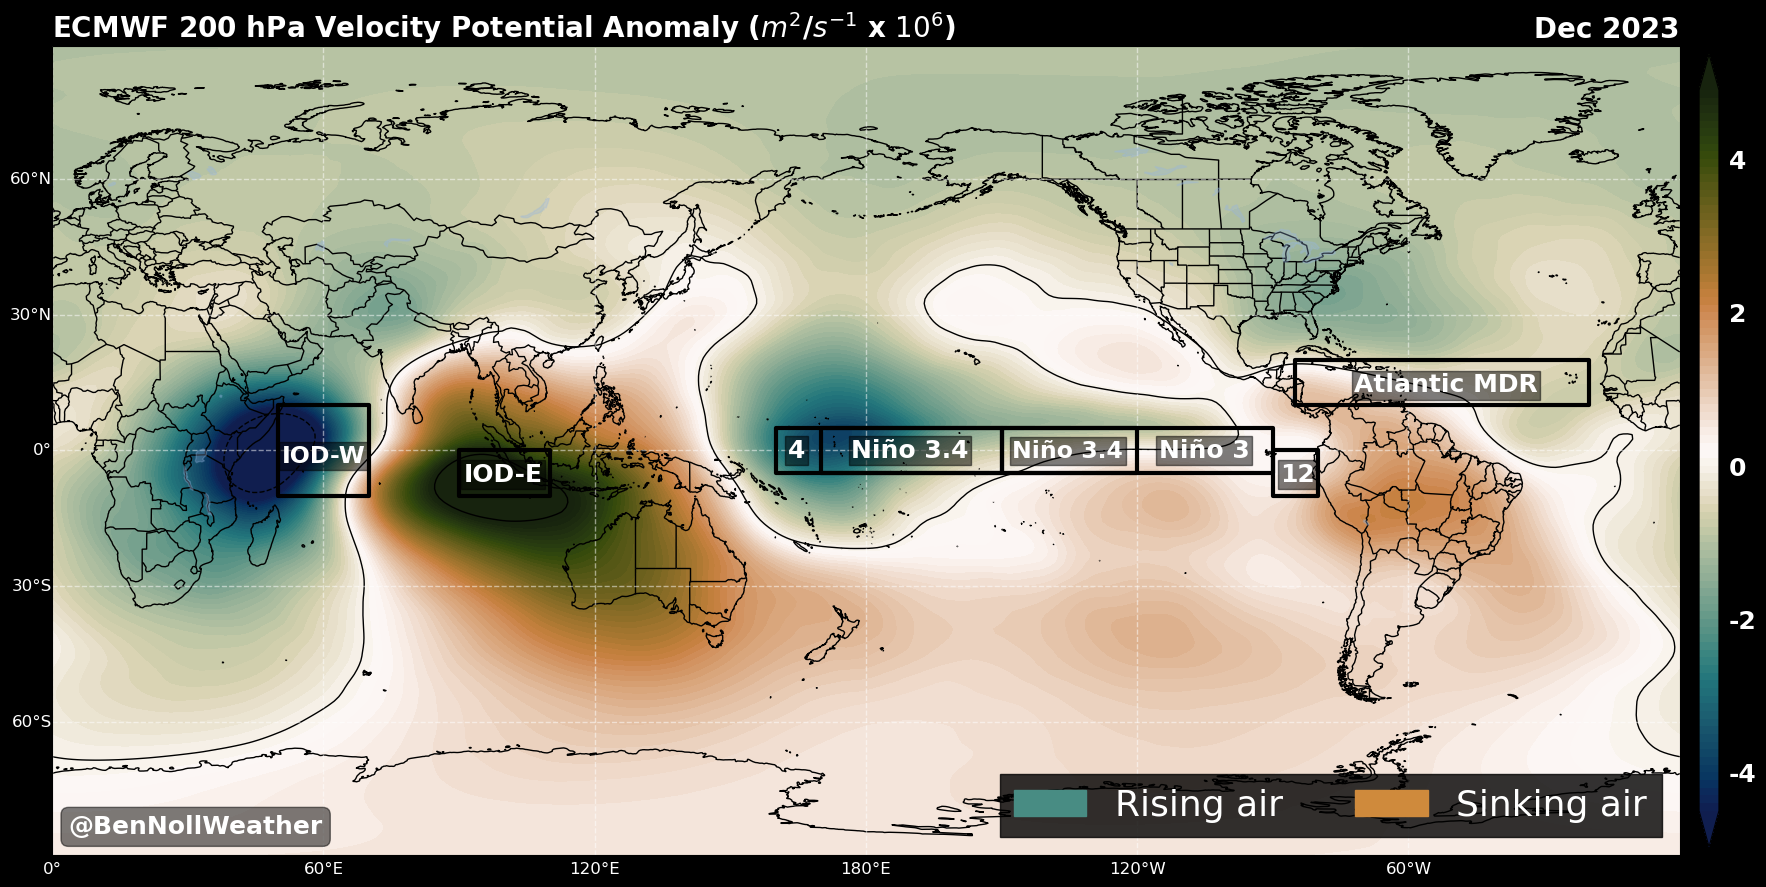 ECMWF 200 hPa Velocity Potential Anomaly (m²/s⁻¹ x 10⁶)
Dec 2023
60°N
30°N
0°
30°S
60°S
IOD-W
IOD-E
4
Niño 3.4
Niño 3.4
Niño 3
12
Atlantic MDR
4
2
0
-2
-4
@BenNollWeather
Rising air
Sinking air
0°
60°E
120°E
180°E
120°W
60°W